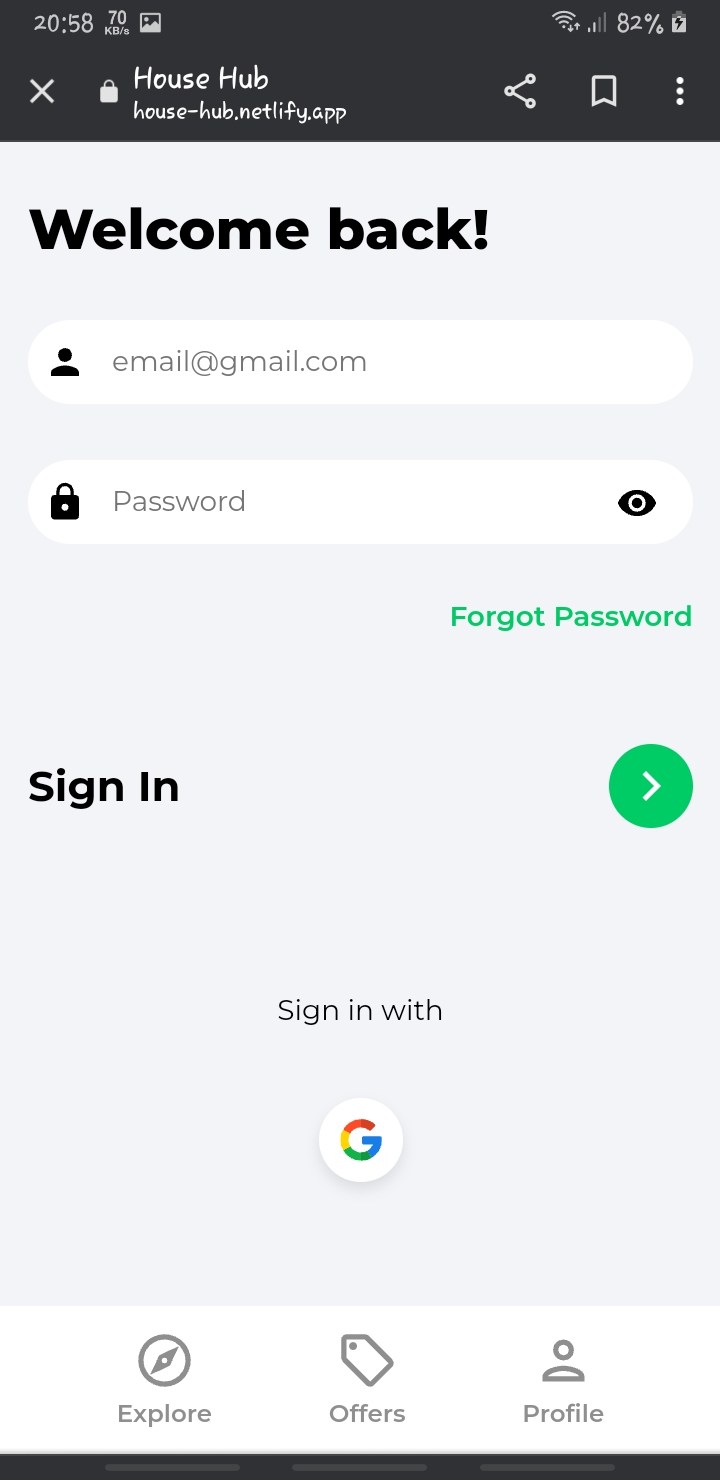 20:58 70 KB/s 82%
House Hub
house-hub.netlify.app
Welcome back!
email@gmail.com
Password
Forgot Password
Sign In
Sign in with
Explore Offers Profile